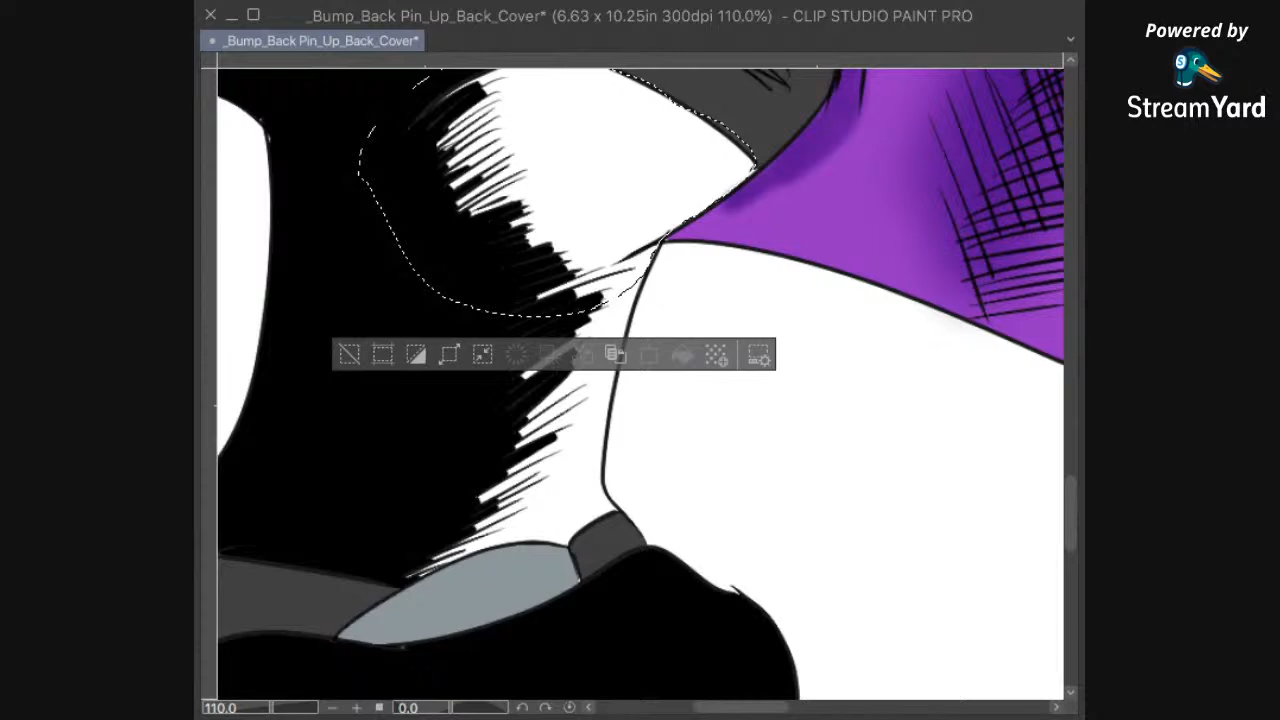 _Bump_Back Pin_Up_Back_Cover* (6.63 x 10.25in 300dpi 110.0%) - CLIP STUDIO PAINT PRO
_Bump_Back Pin_Up_Back_Cover*
Powered by
S
StreamYard
110.0
0.0